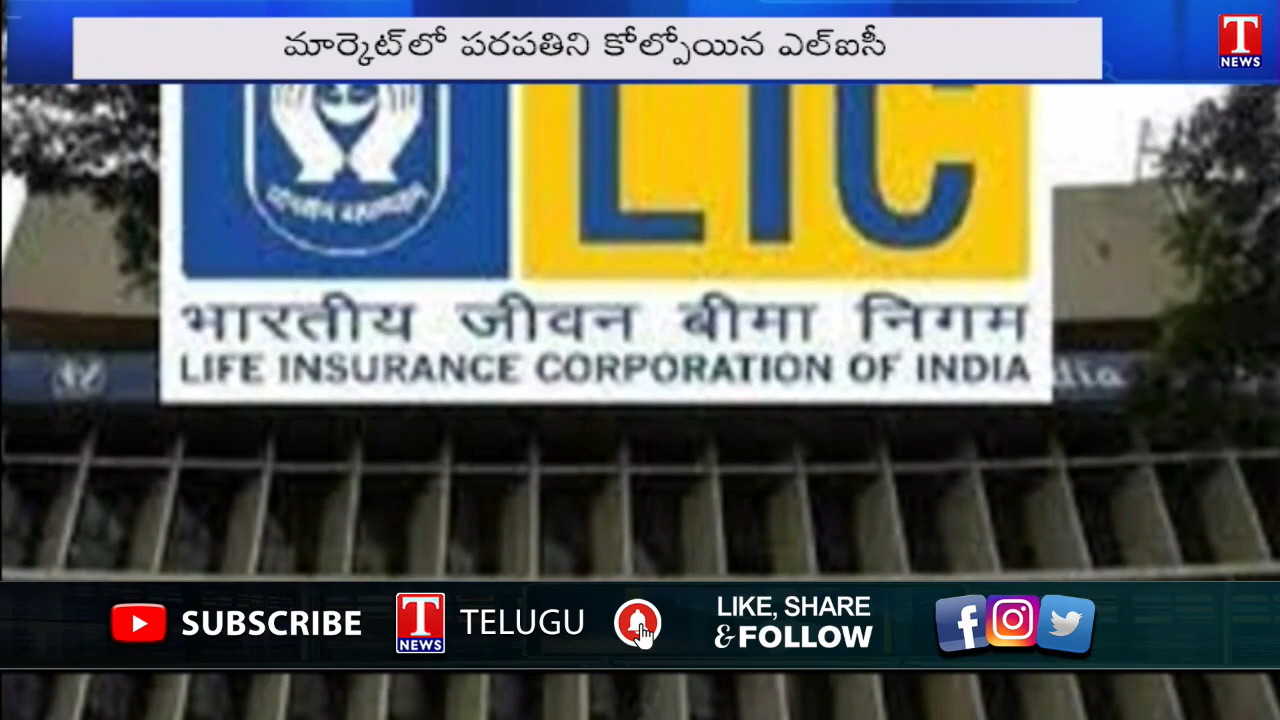 మార్కెట్‌లో పరపతిని కోల్పోయిన ఎల్ఐసీ
T
NEWS
LIC
भारतीय जीवन बीमा निगम
LIFE INSURANCE CORPORATION OF INDIA
dia
SUBSCRIBE
T
NEWS
TELUGU
LIKE, SHARE
& FOLLOW